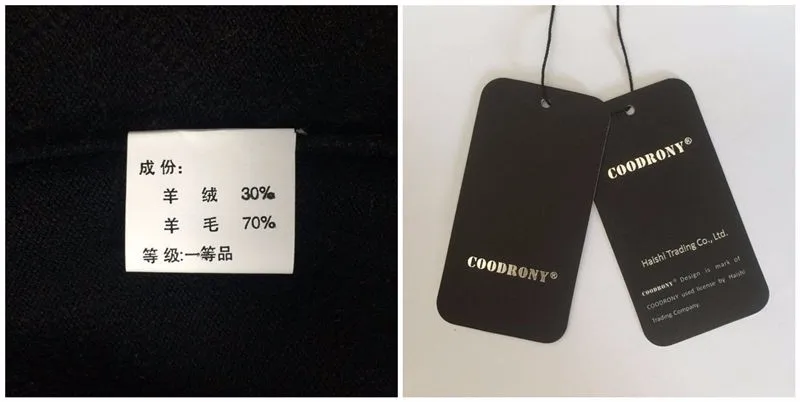 成份：
羊 绒 30%
羊 毛 70%
等 级:一等品
COODRONY®
COODRONY®
Haishi Trading Co., Ltd.
COODRONY® Design is mark of
COODRONY used license by Haishi
Trading Company.